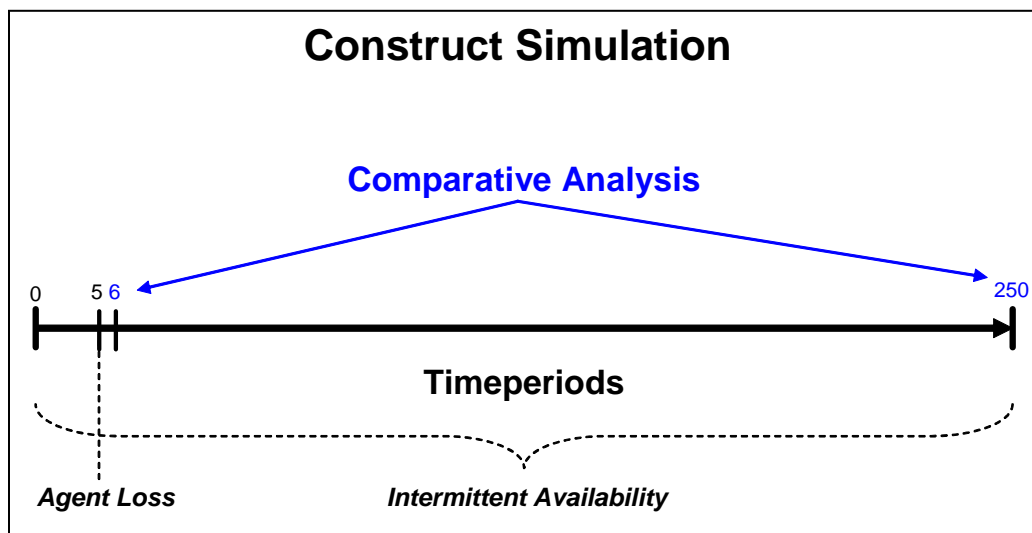 Construct Simulation
Comparative Analysis
0 5 6 250
Timeperiods
Agent Loss Intermittent Availability